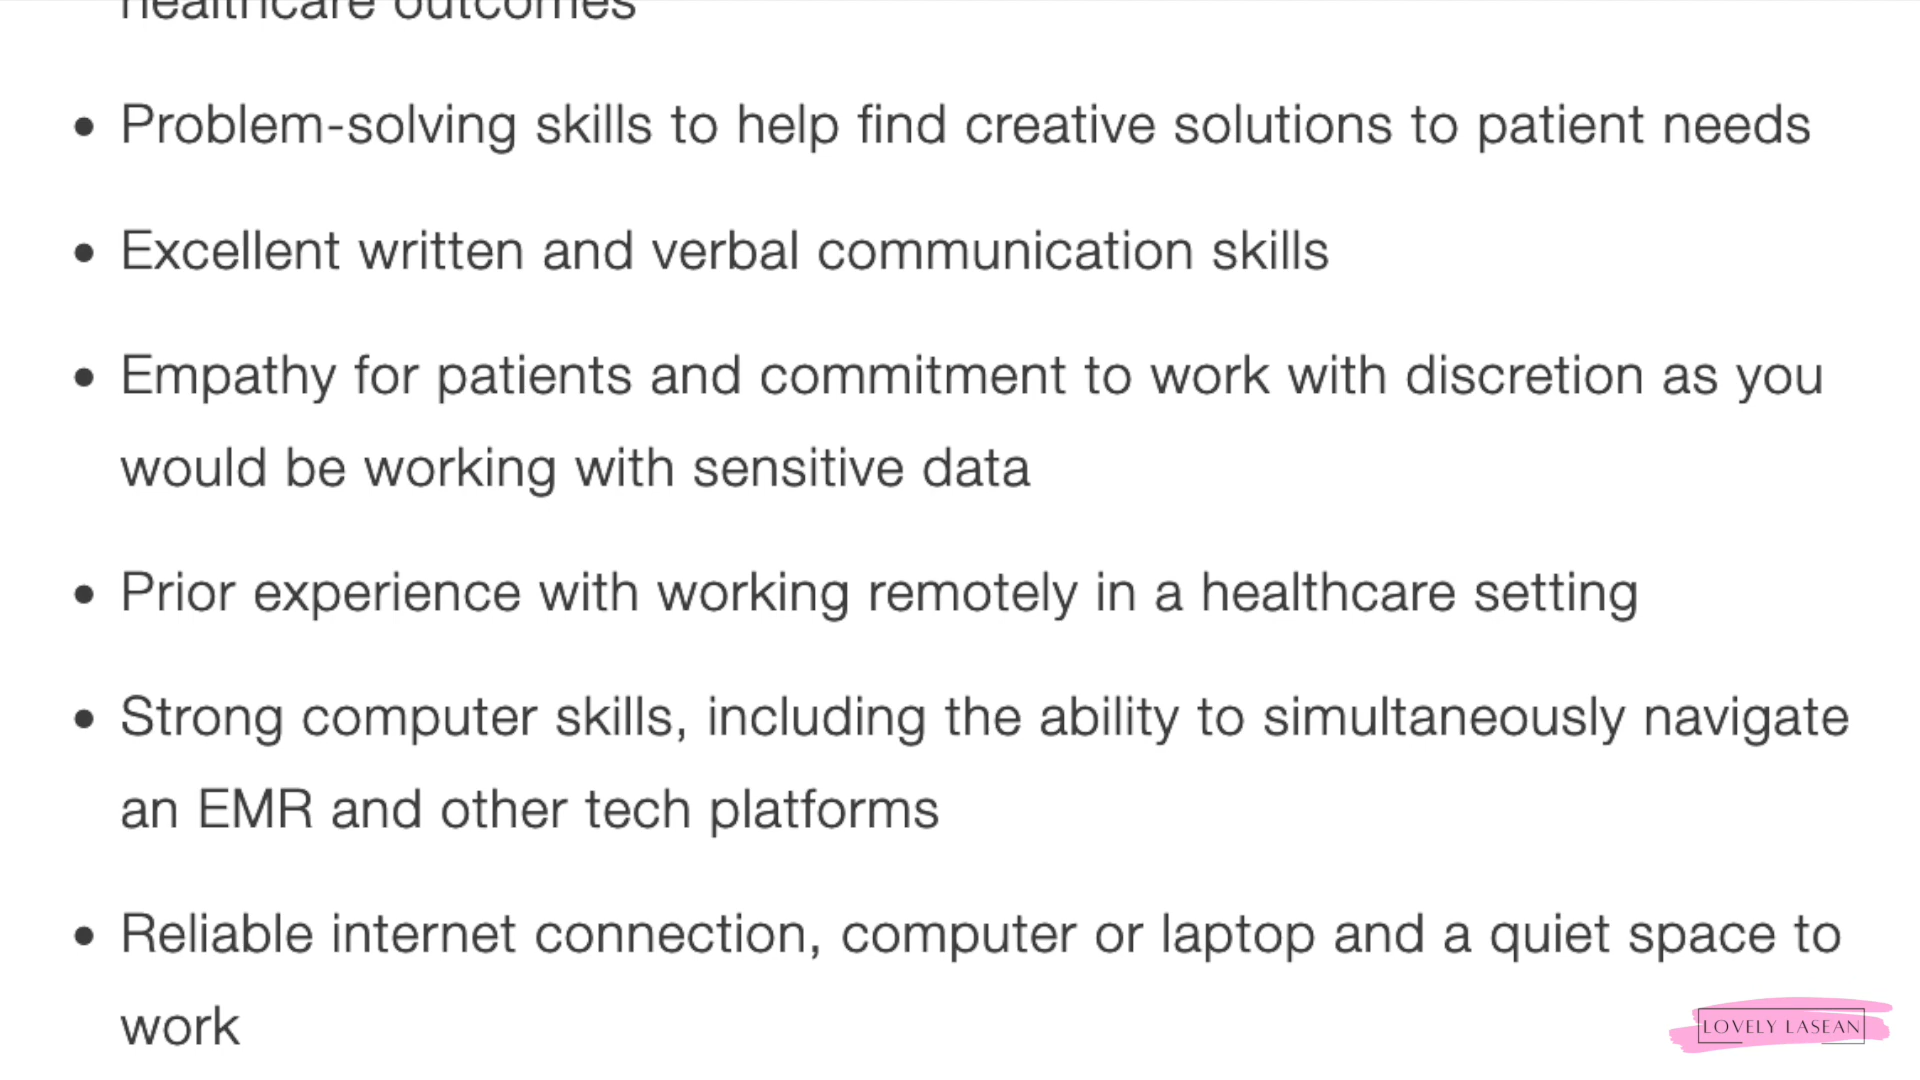 healthcare outcomes
• Problem-solving skills to help find creative solutions to patient needs
• Excellent written and verbal communication skills
• Empathy for patients and commitment to work with discretion as you
would be working with sensitive data
• Prior experience with working remotely in a healthcare setting
• Strong computer skills, including the ability to simultaneously navigate
an EMR and other tech platforms
• Reliable internet connection, computer or laptop and a quiet space to
work
LOVELY LASEAN